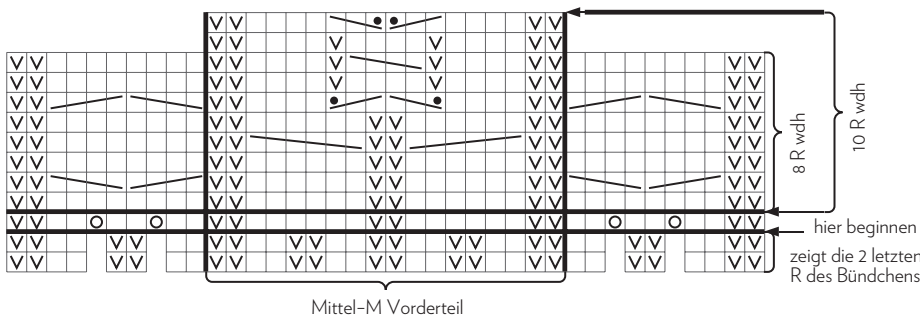 8 R wdh
10 R wdh
hier beginnen
zeigt die 2 letzten
R des Bündchens
Mittel-M Vorderteil